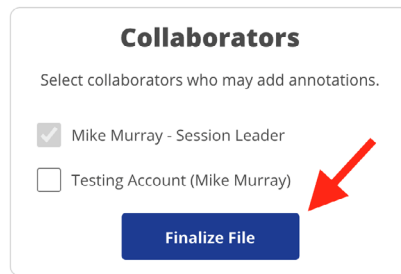 Collaborators
Select collaborators who may add annotations.
Mike Murray - Session Leader
Testing Account (Mike Murray)
Finalize File